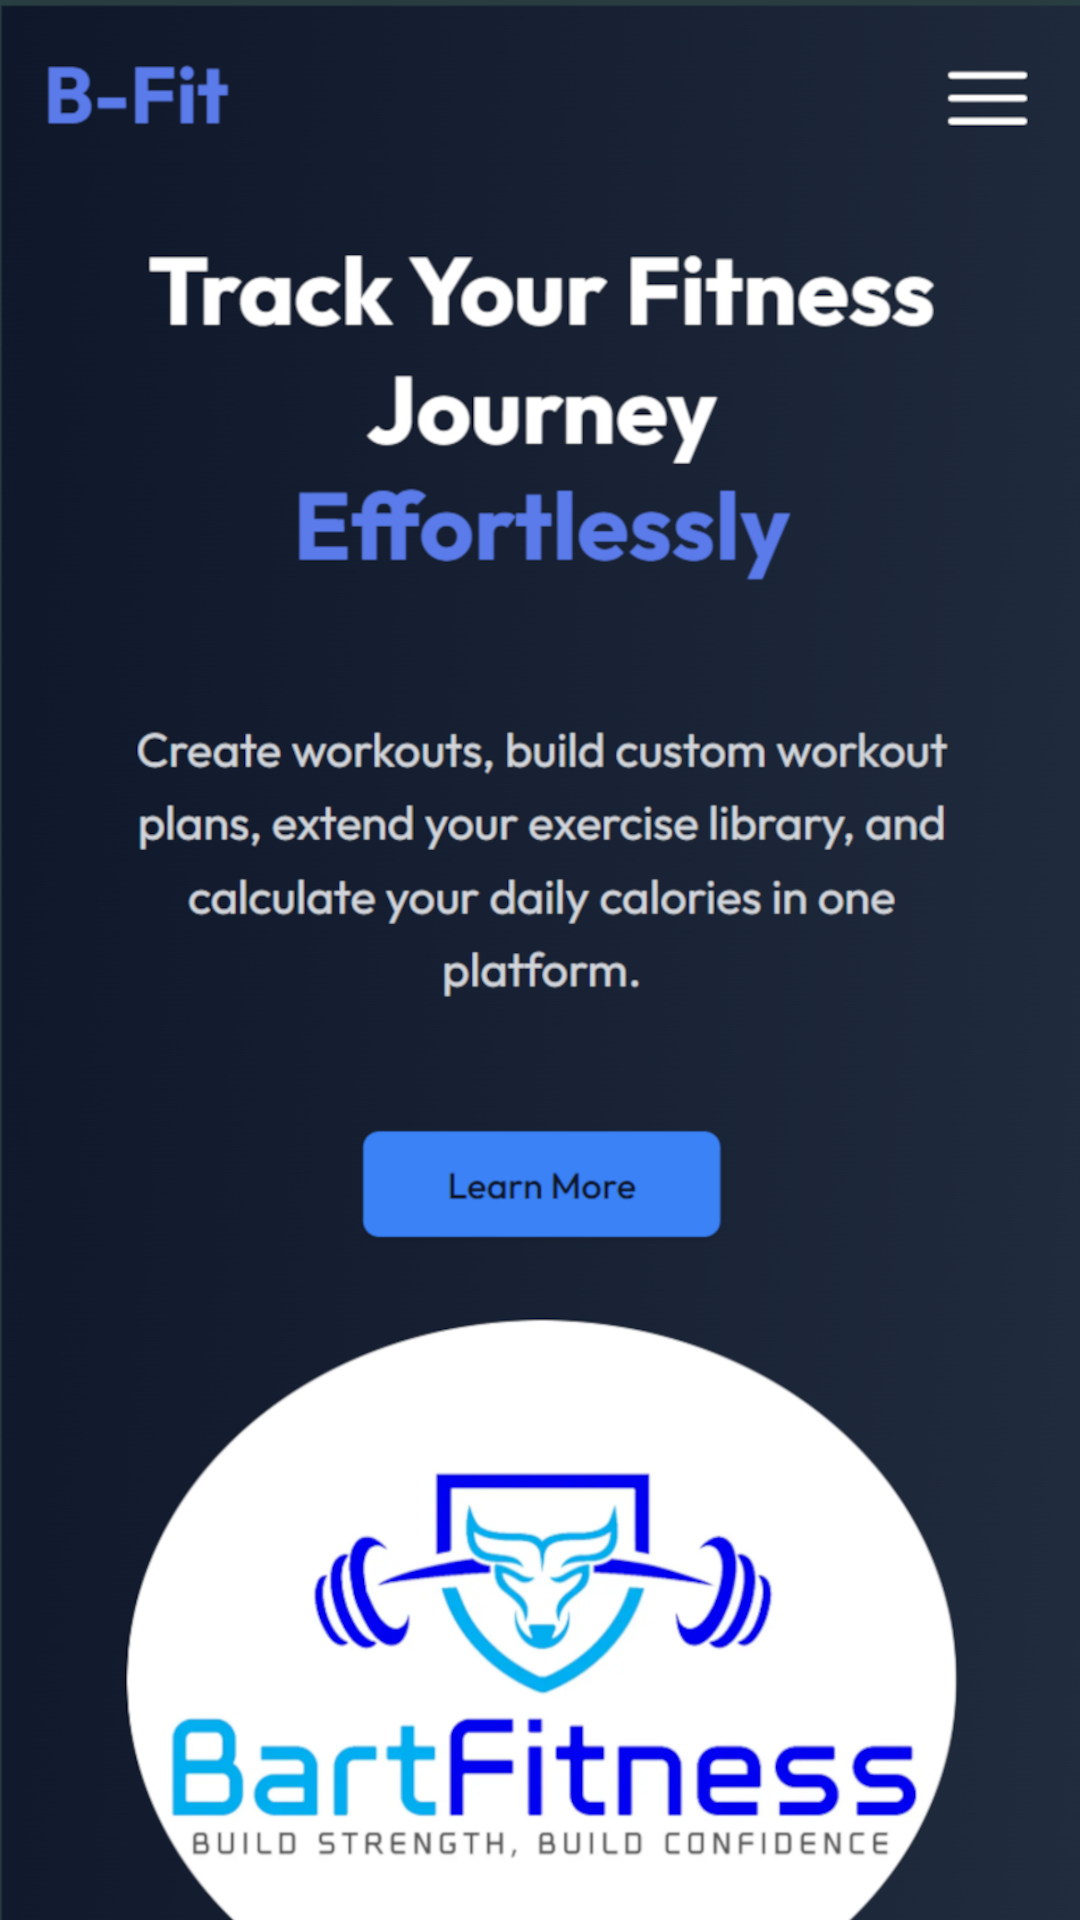 B-Fit
Track Your Fitness
Journey
Effortlessly
Create workouts, build custom workout
plans, extend your exercise library, and
calculate your daily calories in one
platform.
Learn More
BartFitness
BUILD STRENGTH, BUILD CONFIDENCE